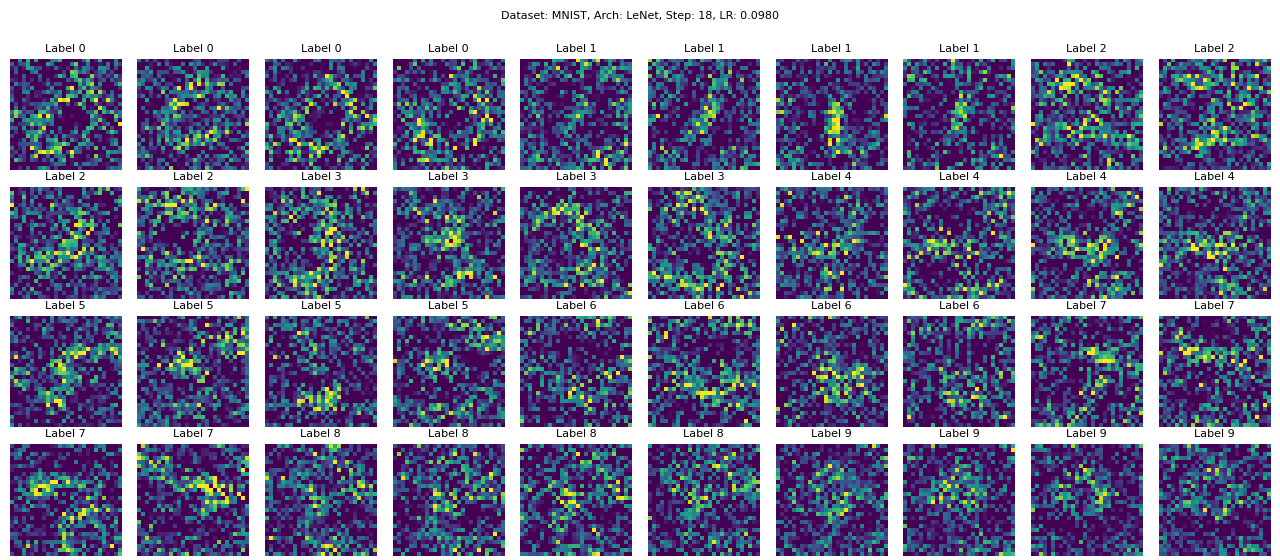 Dataset: MNIST, Arch: LeNet, Step: 18, LR: 0.0980
Label 0 Label 0 Label 0 Label 0 Label 1 Label 1 Label 1 Label 1 Label 2 Label 2
Label 2 Label 2 Label 3 Label 3 Label 3 Label 3 Label 4 Label 4 Label 4 Label 4
Label 5 Label 5 Label 5 Label 5 Label 6 Label 6 Label 6 Label 6 Label 7 Label 7
Label 7 Label 7 Label 8 Label 8 Label 8 Label 8 Label 9 Label 9 Label 9 Label 9